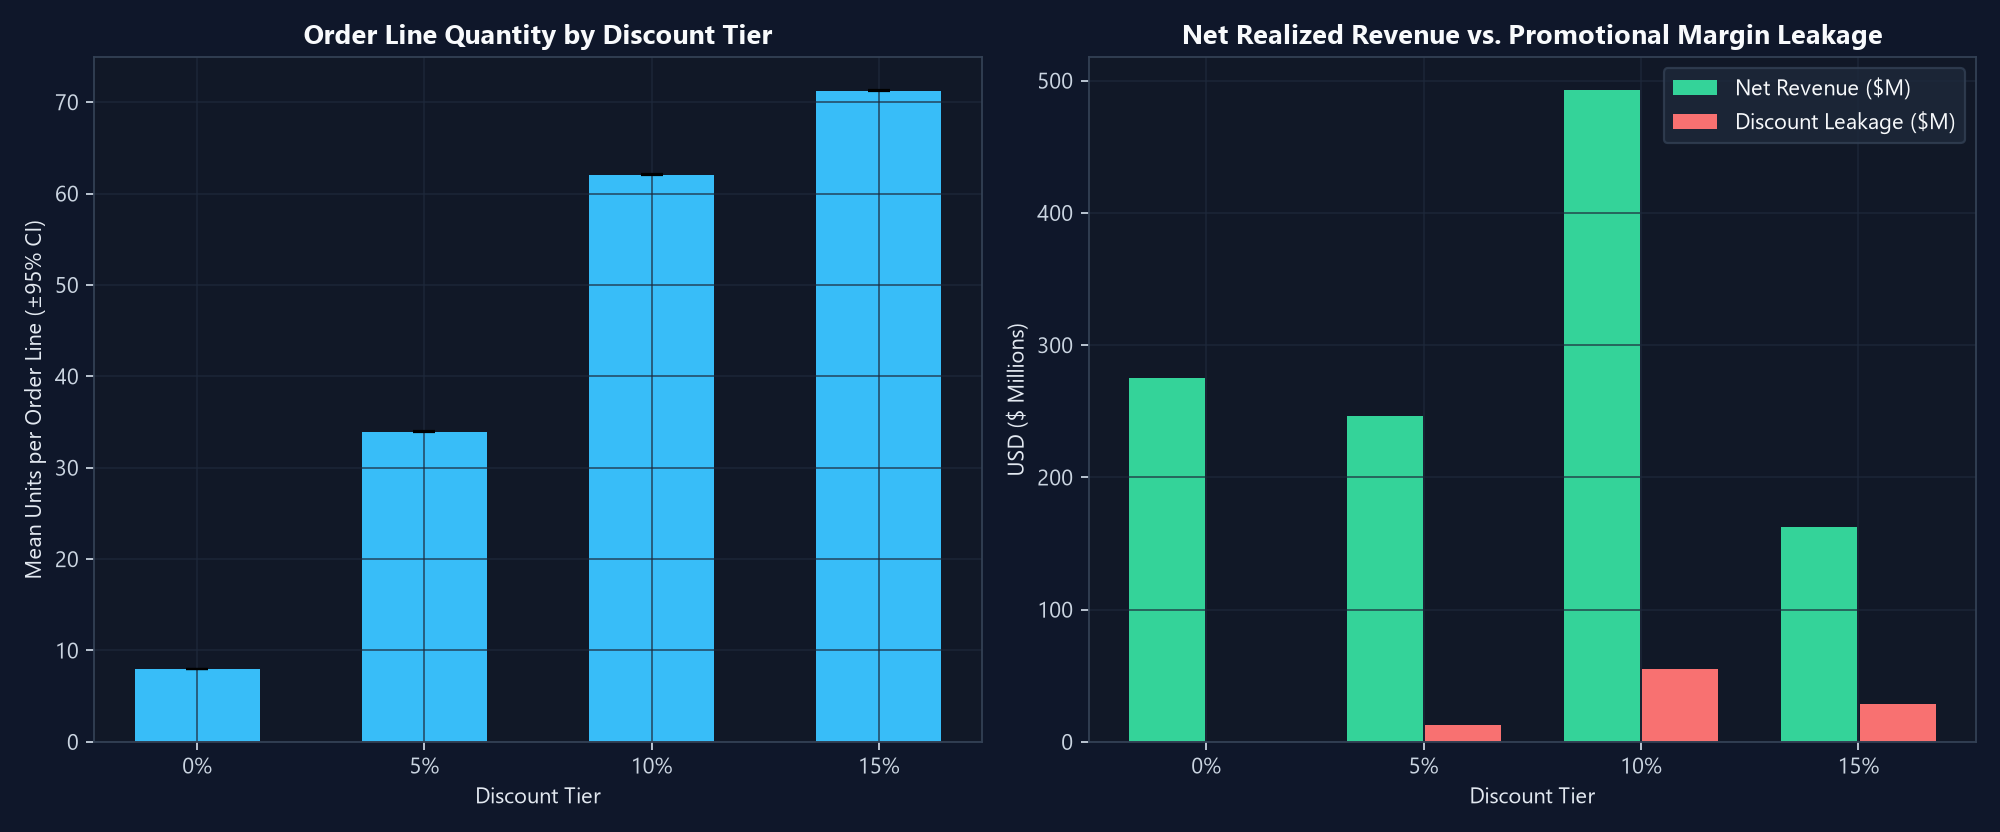 Order Line Quantity by Discount Tier
Mean Units per Order Line (±95% CI)
70
60
50
40
30
20
10
0
0%
5%
10%
15%
Discount Tier
Net Realized Revenue vs. Promotional Margin Leakage
Net Revenue ($M)
Discount Leakage ($M)
USD ($ Millions)
500
400
300
200
100
0
0%
5%
10%
15%
Discount Tier